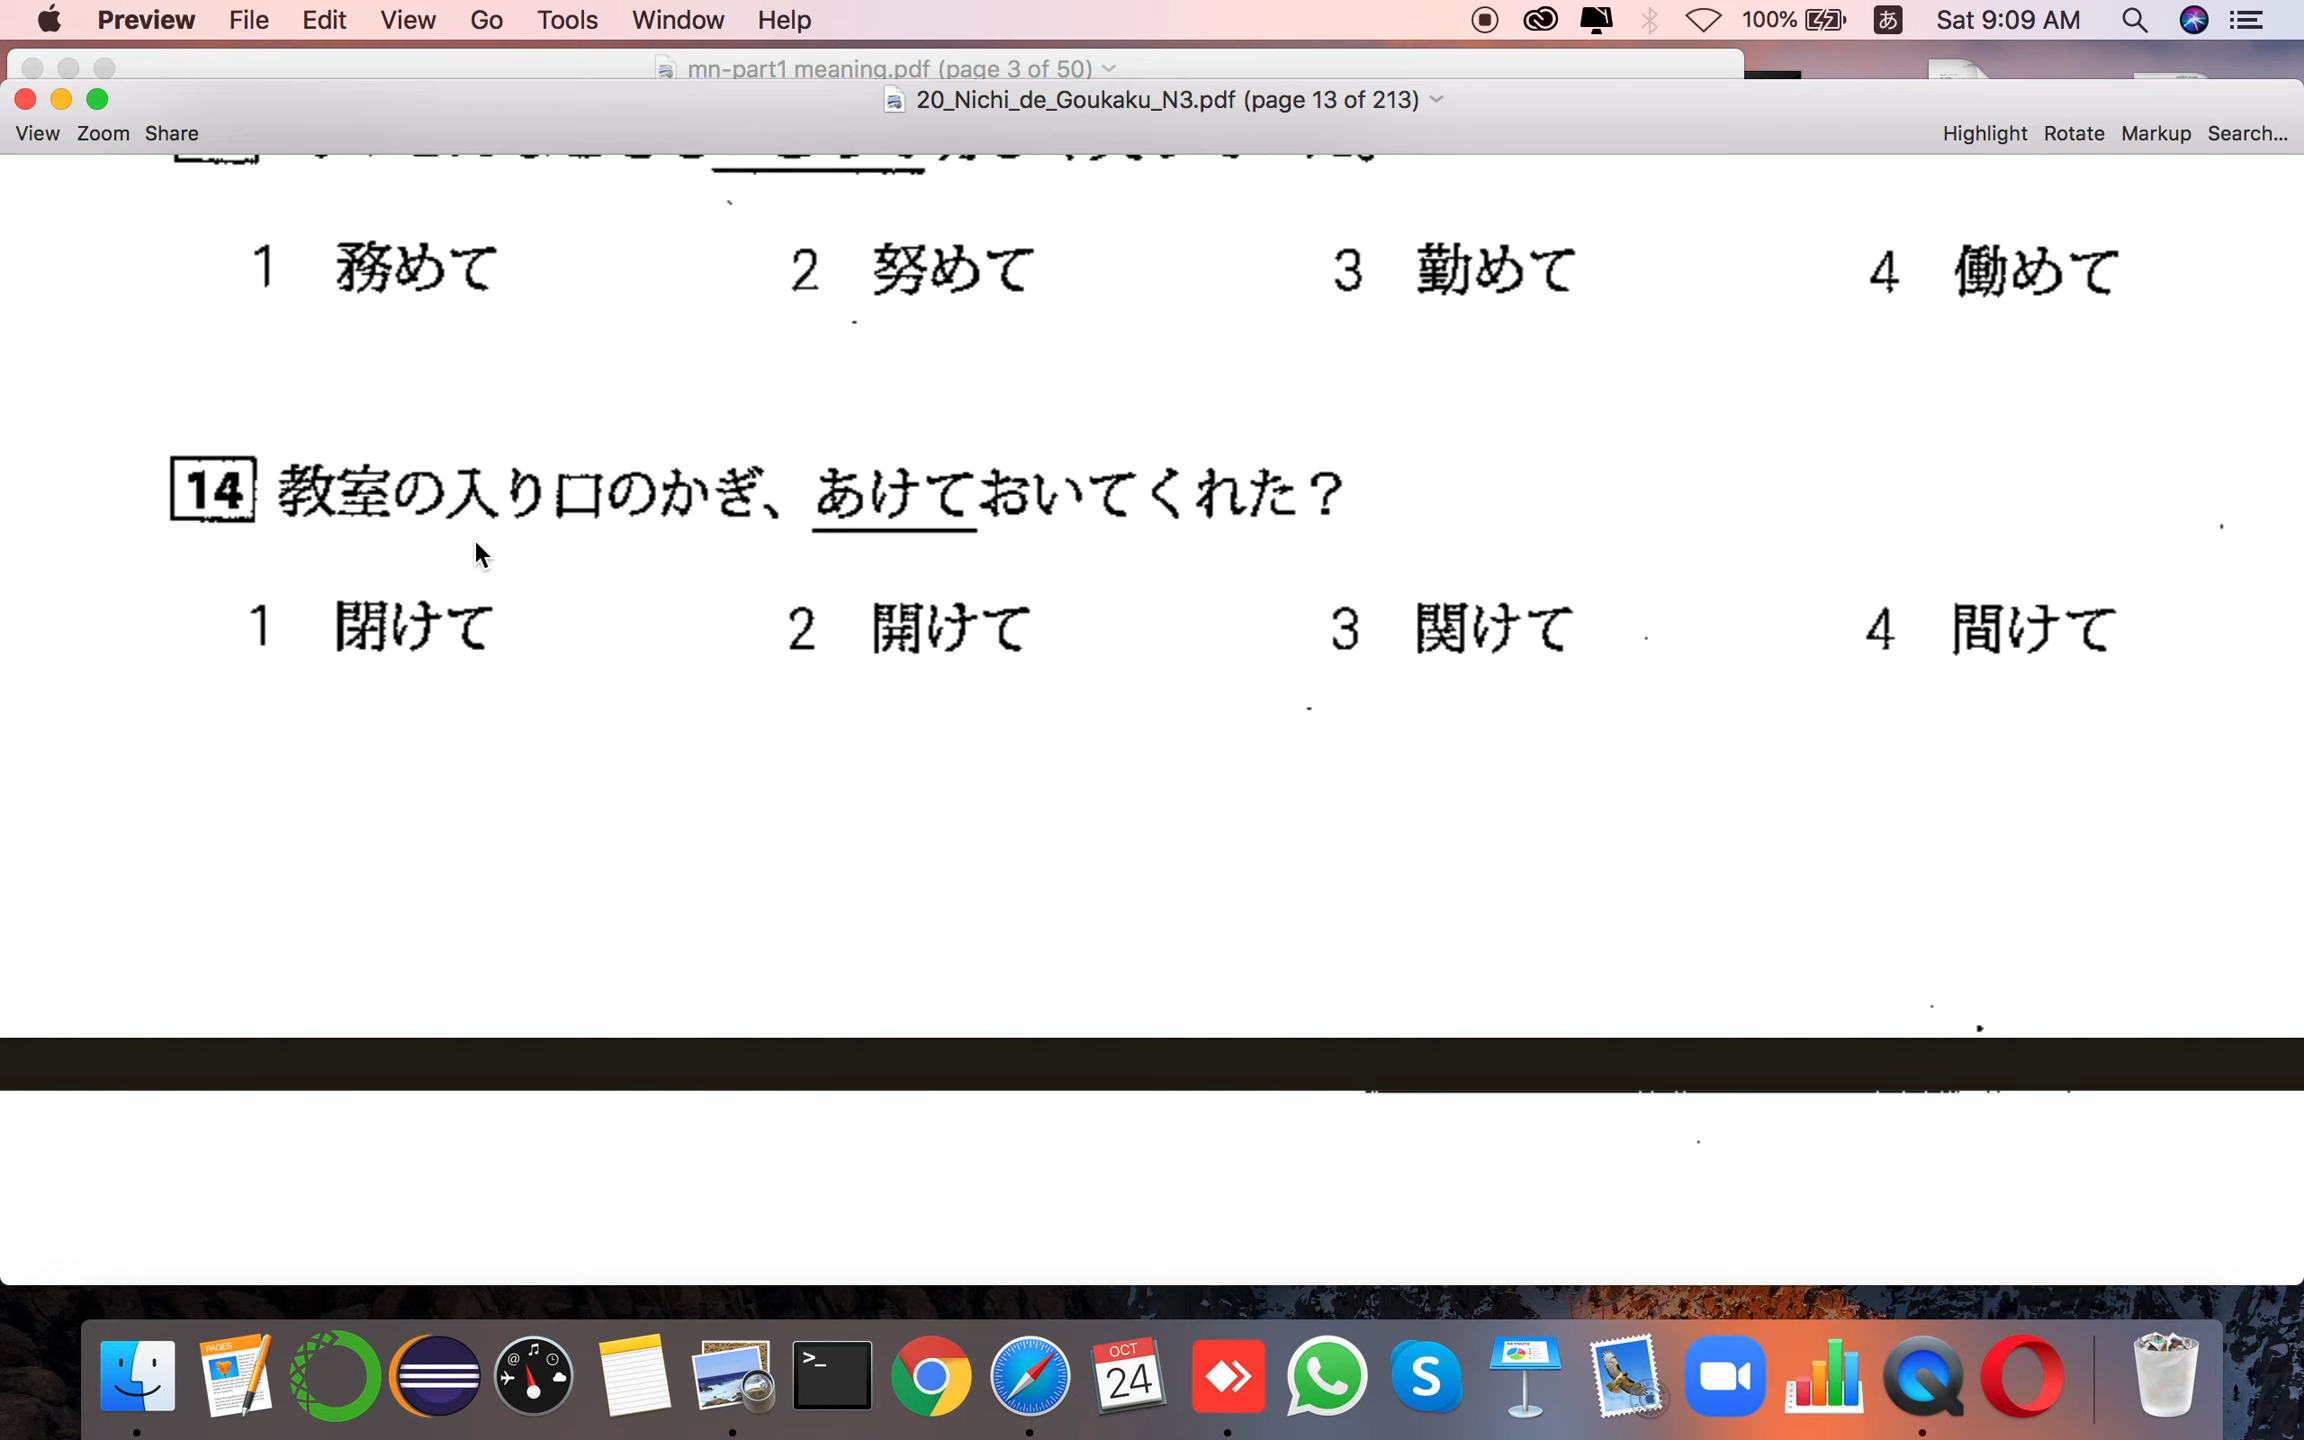 Preview File Edit View Go Tools Window Help 100% あ Sat 9:09 AM
mn-part1 meaning.pdf (page 3 of 50)
20_Nichi_de_Goukaku_N3.pdf (page 13 of 213)
View Zoom Share Highlight Rotate Markup Search...
1 務めて 2 努めて 3 勤めて 4 働めて
14 教室の入り口のかぎ、あけておいてくれた？
1 閉けて 2 開けて 3 関けて 4 間けて
PAGES
OCT
24